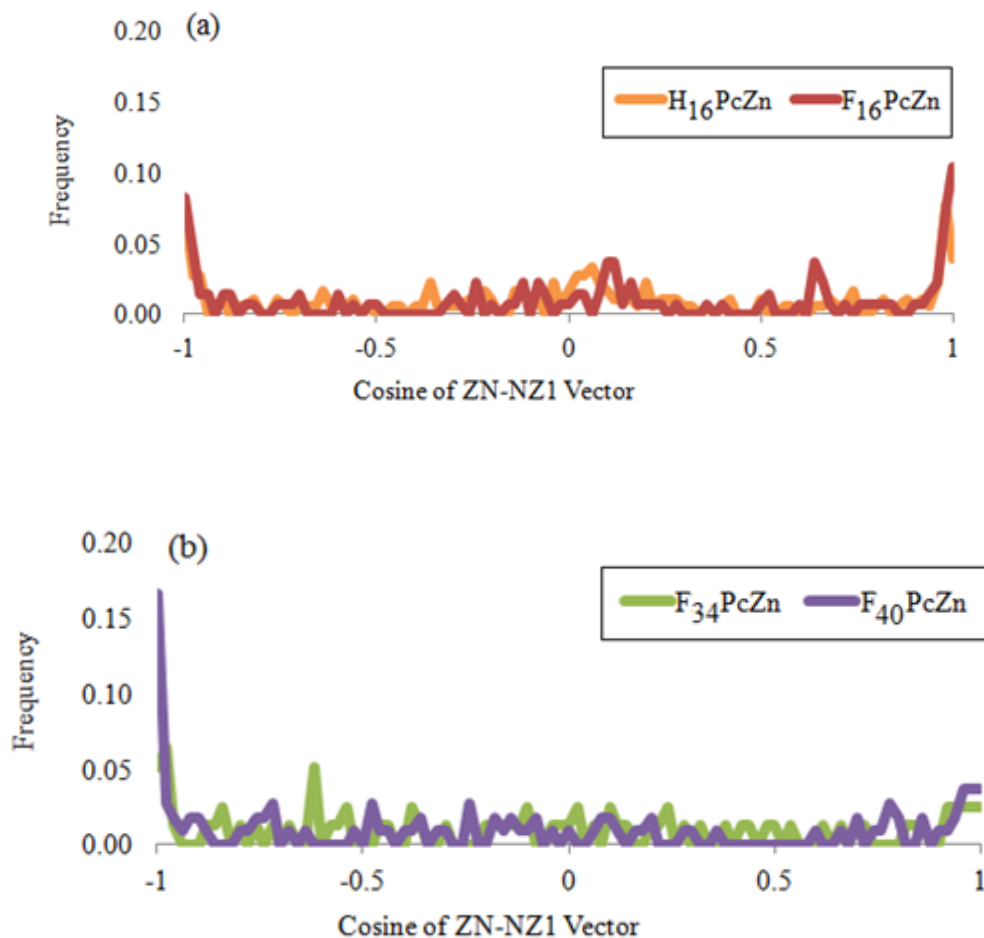 (a)
0.20
0.15
0.10
0.05
0.00
Frequency
H16PcZn F16PcZn
-1 -0.5 0 0.5 1
Cosine of ZN-NZ1 Vector
(b)
0.20
0.15
0.10
0.05
0.00
Frequency
F34PcZn F40PcZn
-1 -0.5 0 0.5 1
Cosine of ZN-NZ1 Vector